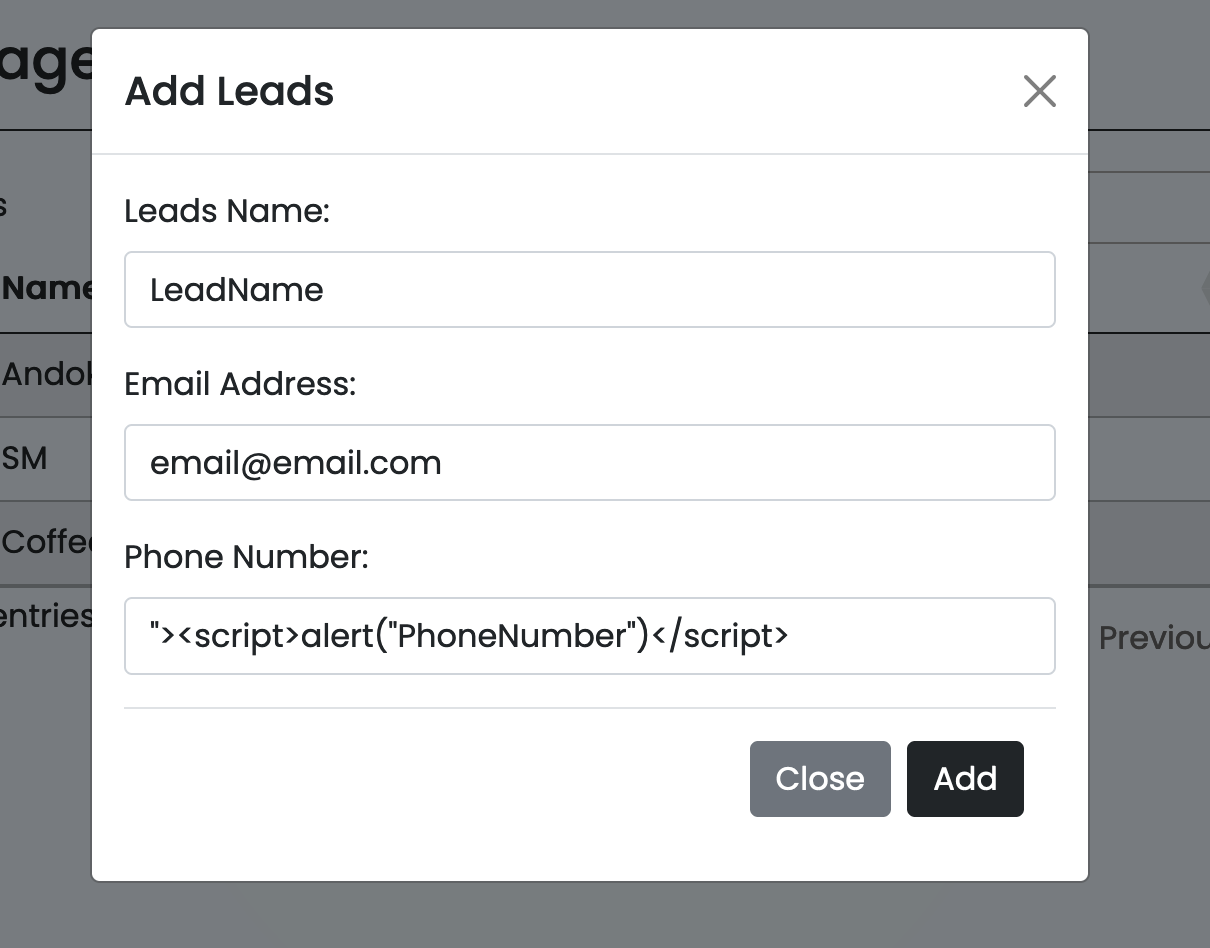 age
Add Leads
s
Leads Name:
Name
LeadName
Andok
Email Address:
SM
email@email.com
Coffee
Phone Number:
entries
"><script>alert("PhoneNumber")</script>
Previou
Close
Add